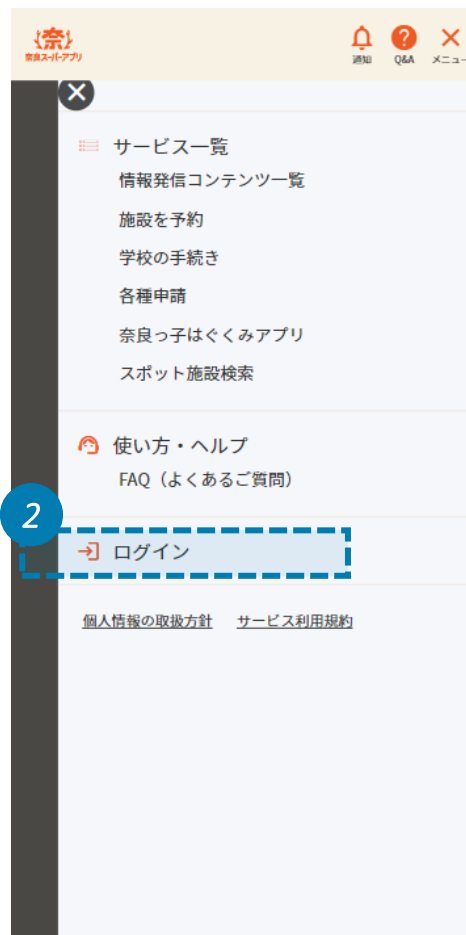 奈
奈良スーパーアプリ
通知 Q&A メニュー
サービス一覧
情報発信コンテンツ一覧
施設を予約
学校の手続き
各種申請
奈良っ子はぐくみアプリ
スポット施設検索
使い方・ヘルプ
FAQ（よくあるご質問）
2
ログイン
個人情報の取扱方針 サービス利用規約